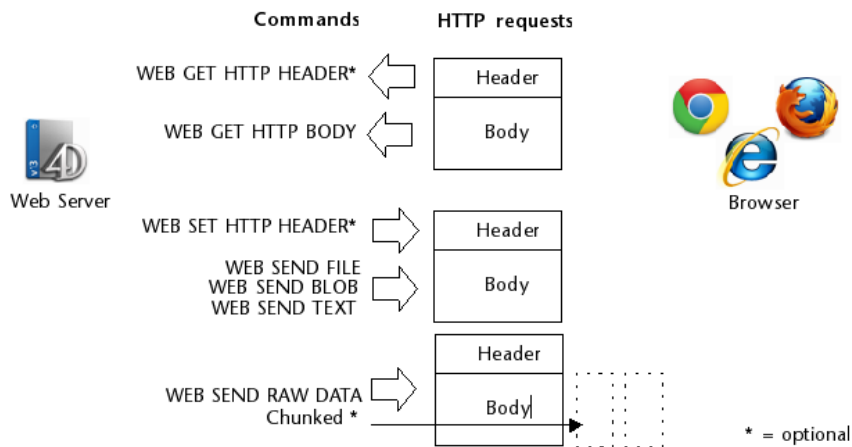 Commands
HTTP requests
WEB GET HTTP HEADER*
Header
WEB GET HTTP BODY
Body
v13
4D
Web Server
Browser
WEB SET HTTP HEADER*
Header
WEB SEND FILE
WEB SEND BLOB
WEB SEND TEXT
Body
Header
WEB SEND RAW DATA
Chunked *
Body
* = optional